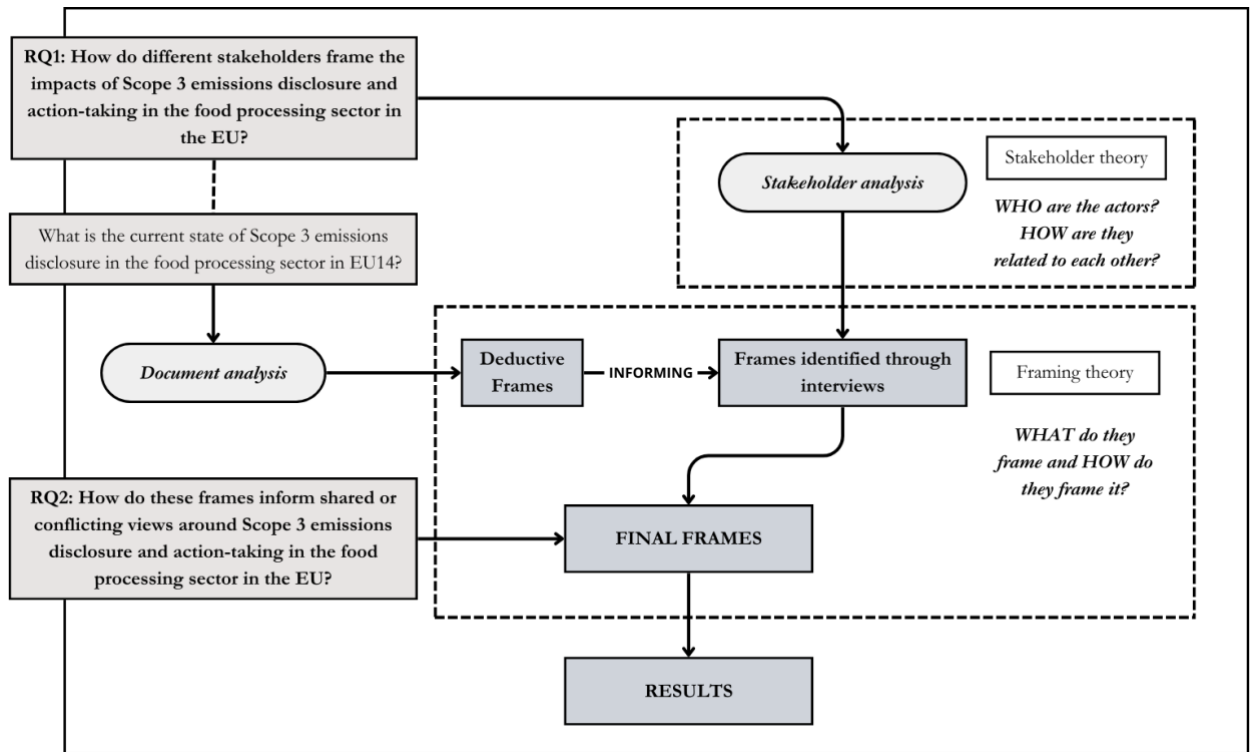 RQ1: How do different stakeholders frame the
impacts of Scope 3 emissions disclosure and
action-taking in the food processing sector in
the EU?
Stakeholder analysis
Stakeholder theory
WHO are the actors?
HOW are they
related to each other?
What is the current state of Scope 3 emissions
disclosure in the food processing sector in EU14?
Document analysis
Deductive
Frames
INFORMING
Frames identified through
interviews
Framing theory
WHAT do they
frame and HOW do
they frame it?
RQ2: How do these frames inform shared or
conflicting views around Scope 3 emissions
disclosure and action-taking in the food
processing sector in the EU?
FINAL FRAMES
RESULTS